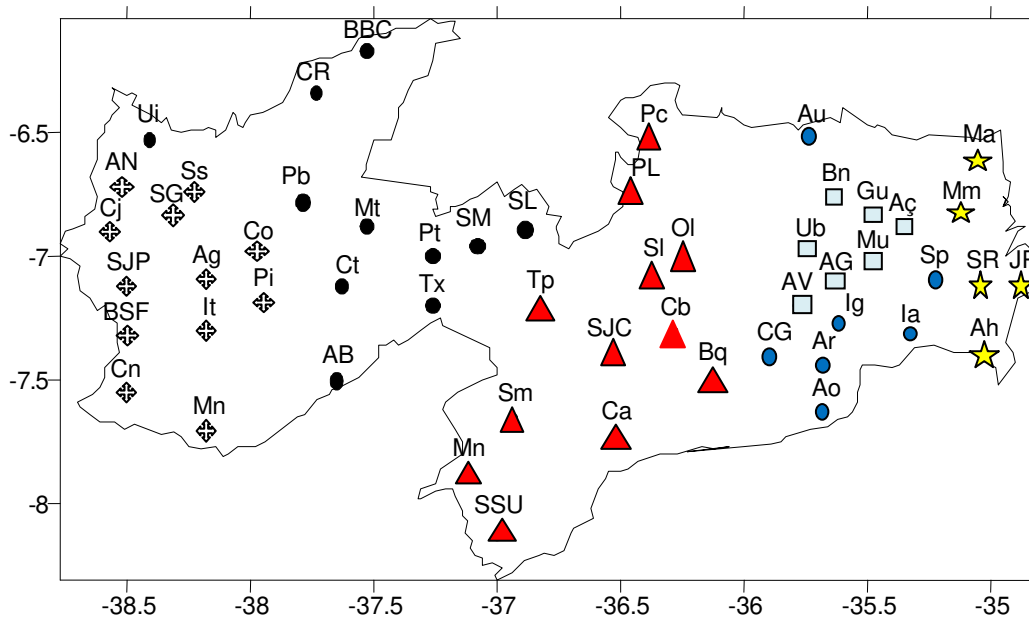 BBC
CR
Ui
Pc
Au
-6.5
Ma
AN
Ss
PL
SG
Pb
Bn
Gu
Mm
Cj
Mt
SL
Aç
Co
Pt
SM
Ol
Ub
Mu
-7
SJP
Ag
Pi
Ct
Tx
Tp
Sl
AG
Sp
SR
JP
BSF
It
AV
Ig
Ia
Cb
SJC
CG
Ar
Ah
AB
Bq
-7.5
Cn
Ao
Sm
Ca
Mn
Mn
-8
SSU
-38.5 -38 -37.5 -37 -36.5 -36 -35.5 -35